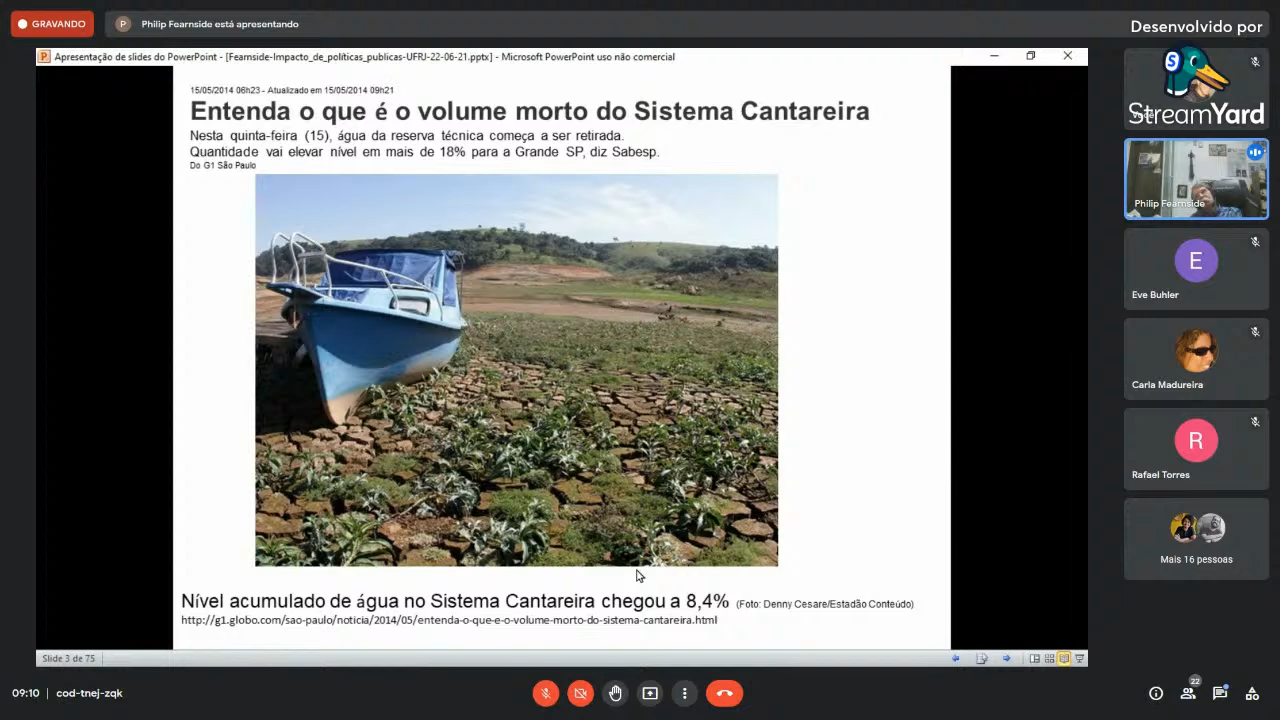 GRAVANDO
P
Philip Fearnside está apresentando
Desenvolvido por
Apresentação de slides do PowerPoint - [Fearnside-Impacto_de_políticas_publicas-UFRJ-22-06-21.pptx] - Microsoft PowerPoint uso não comercial
15/05/2014 06h23 - Atualizado em 15/05/2014 09h21
Entenda o que é o volume morto do Sistema Cantareira
Nesta quinta-feira (15), água da reserva técnica começa a ser retirada.
Quantidade vai elevar nível em mais de 18% para a Grande SP, diz Sabesp.
Do G1 São Paulo
Nível acumulado de água no Sistema Cantareira chegou a 8,4% (Foto: Denny Cesare/Estadão Conteúdo)
http://g1.globo.com/sao-paulo/noticia/2014/05/entenda-o-que-e-o-volume-morto-do-sistema-cantareira.html
Slide 3 de 75
S
StreamYard
Philip Fearnside
E
Eve Buhler
Carla Madureira
R
Rafael Torres
Mais 16 pessoas
09:10 | cod-tnej-zqk
22